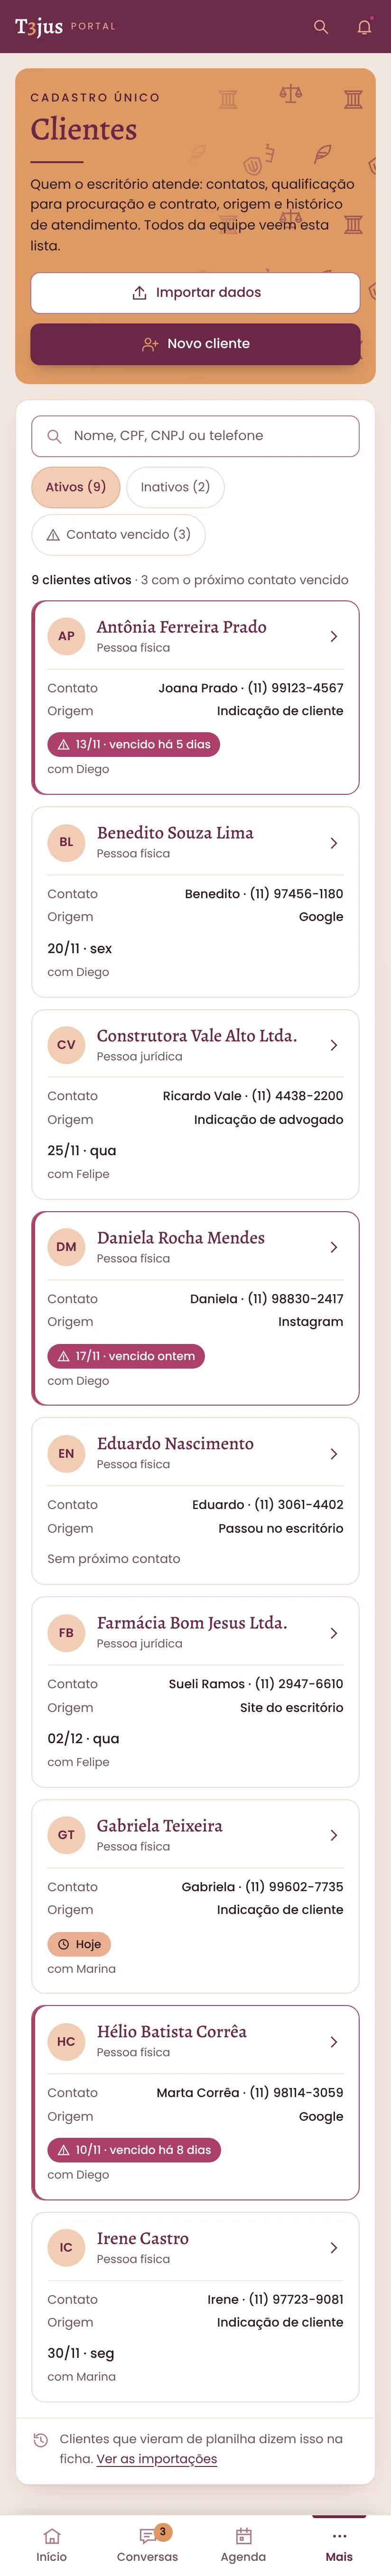 T3jus PORTAL
CADASTRO ÚNICO
Clientes
Quem o escritório atende: contatos, qualificação
para procuração e contrato, origem e histórico
de atendimento. Todos da equipe veem esta
lista.
Importar dados
Novo cliente
Nome, CPF, CNPJ ou telefone
Ativos (9) Inativos (2)
Contato vencido (3)
9 clientes ativos · 3 com o próximo contato vencido
AP Antônia Ferreira Prado
Pessoa física
Contato Joana Prado · (11) 99123-4567
Origem Indicação de cliente
13/11 · vencido há 5 dias
com Diego
BL Benedito Souza Lima
Pessoa física
Contato Benedito · (11) 97456-1180
Origem Google
20/11 · sex
com Diego
CV Construtora Vale Alto Ltda.
Pessoa jurídica
Contato Ricardo Vale · (11) 4438-2200
Origem Indicação de advogado
25/11 · qua
com Felipe
DM Daniela Rocha Mendes
Pessoa física
Contato Daniela · (11) 98830-2417
Origem Instagram
17/11 · vencido ontem
com Diego
EN Eduardo Nascimento
Pessoa física
Contato Eduardo · (11) 3061-4402
Origem Passou no escritório
Sem próximo contato
FB Farmácia Bom Jesus Ltda.
Pessoa jurídica
Contato Sueli Ramos · (11) 2947-6610
Origem Site do escritório
02/12 · qua
com Felipe
GT Gabriela Teixeira
Pessoa física
Contato Gabriela · (11) 99602-7735
Origem Indicação de cliente
Hoje
com Marina
HC Hélio Batista Corrêa
Pessoa física
Contato Marta Corrêa · (11) 98114-3059
Origem Google
10/11 · vencido há 8 dias
com Diego
IC Irene Castro
Pessoa física
Contato Irene · (11) 97723-9081
Origem Indicação de cliente
30/11 · seg
com Marina
Clientes que vieram de planilha dizem isso na
ficha. Ver as importações
3
Início Conversas Agenda Mais